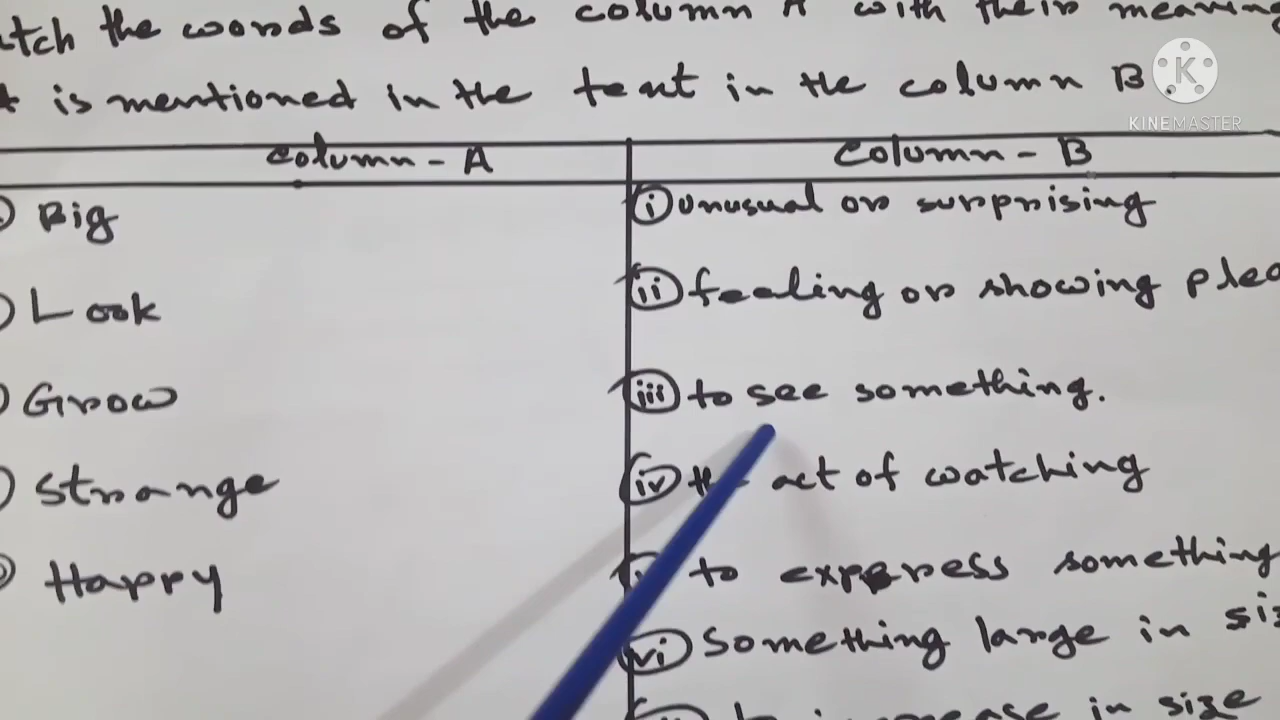 tch the words of the column A with their meaning
is mentioned in the text in the column B.
K
KINEMASTER
Column - A
Column - B
Big
(i) unusual or surprising
Look
(ii) feeling or showing plea
Grow
(iii) to see something.
Strange
(iv) the act of watching
Happy
to express something
(vi) Something large in siz
in size